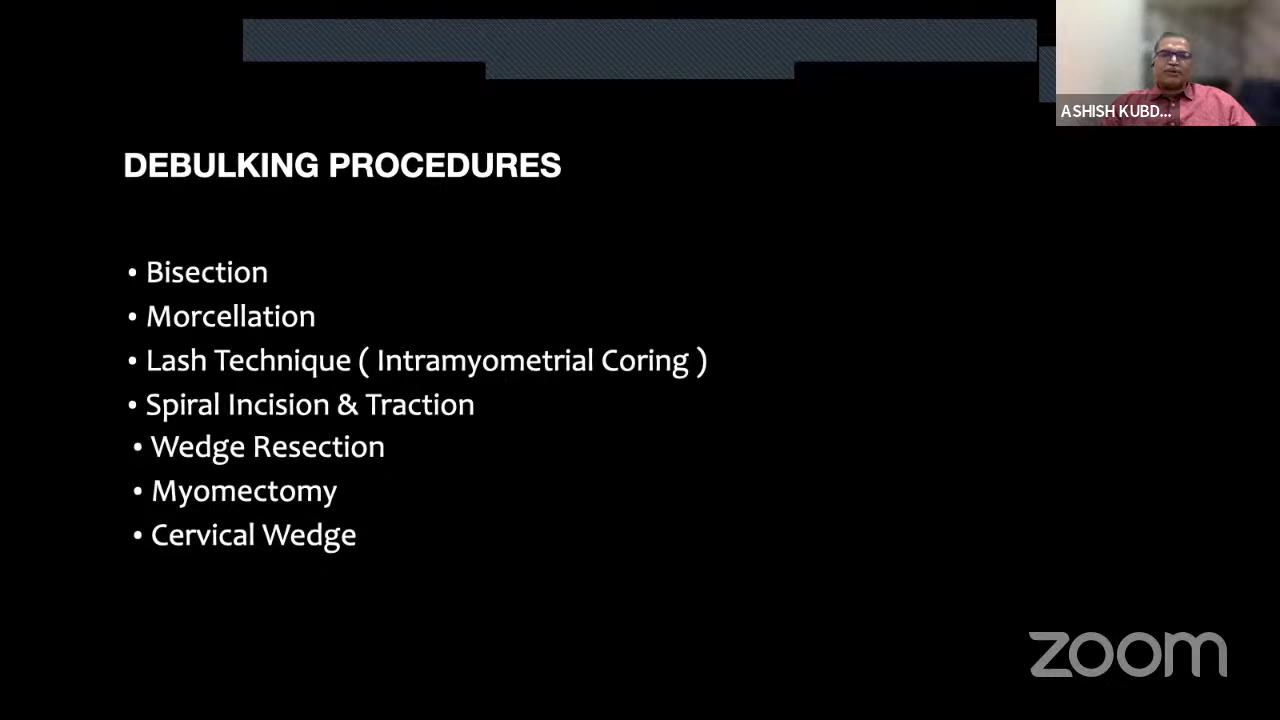 ASHISH KUBD...
DEBULKING PROCEDURES
• Bisection
• Morcellation
• Lash Technique ( Intramyometrial Coring )
• Spiral Incision & Traction
• Wedge Resection
• Myomectomy
• Cervical Wedge
zoom